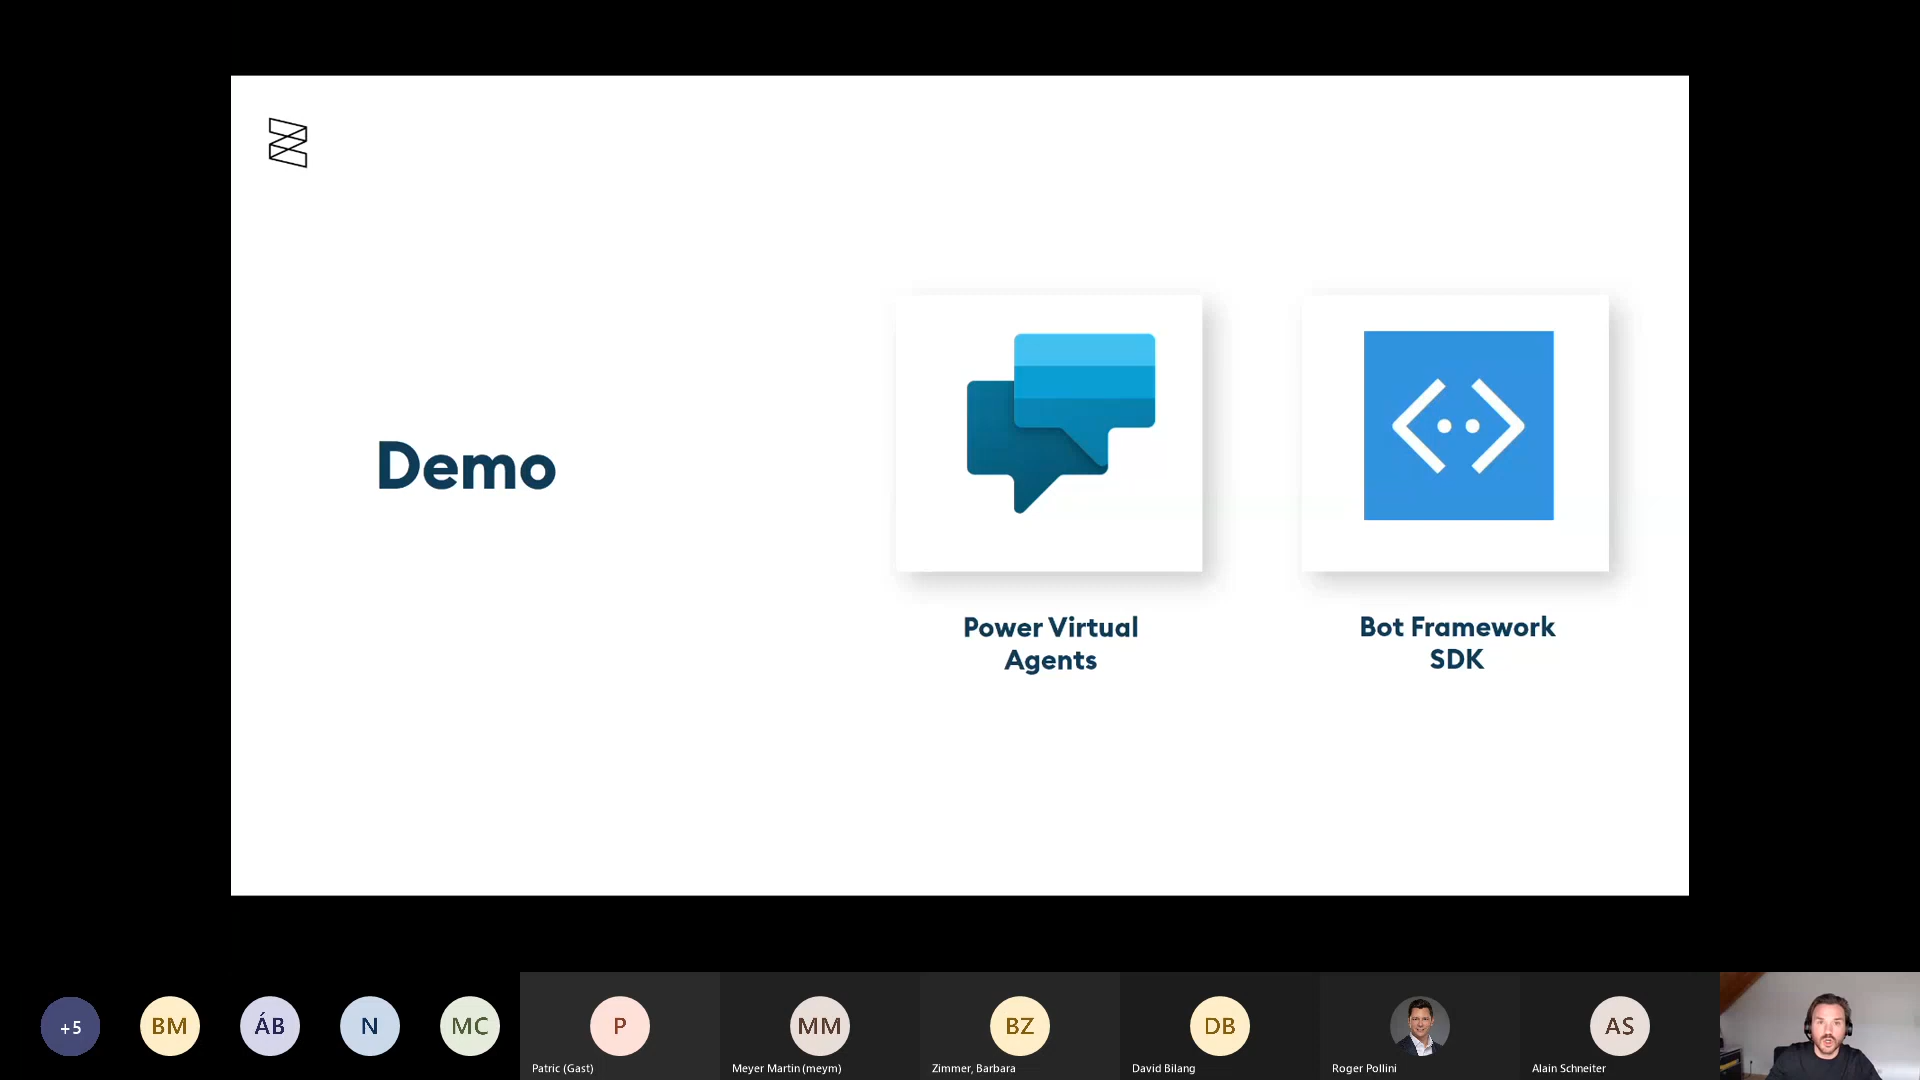 Demo
Power Virtual
Agents
Bot Framework
SDK
+5
BM
ÁB
N
MC
P
MM
BZ
DB
AS
Patric (Gast)
Meyer Martin (meym)
Zimmer, Barbara
David Bilang
Roger Pollini
Alain Schneiter